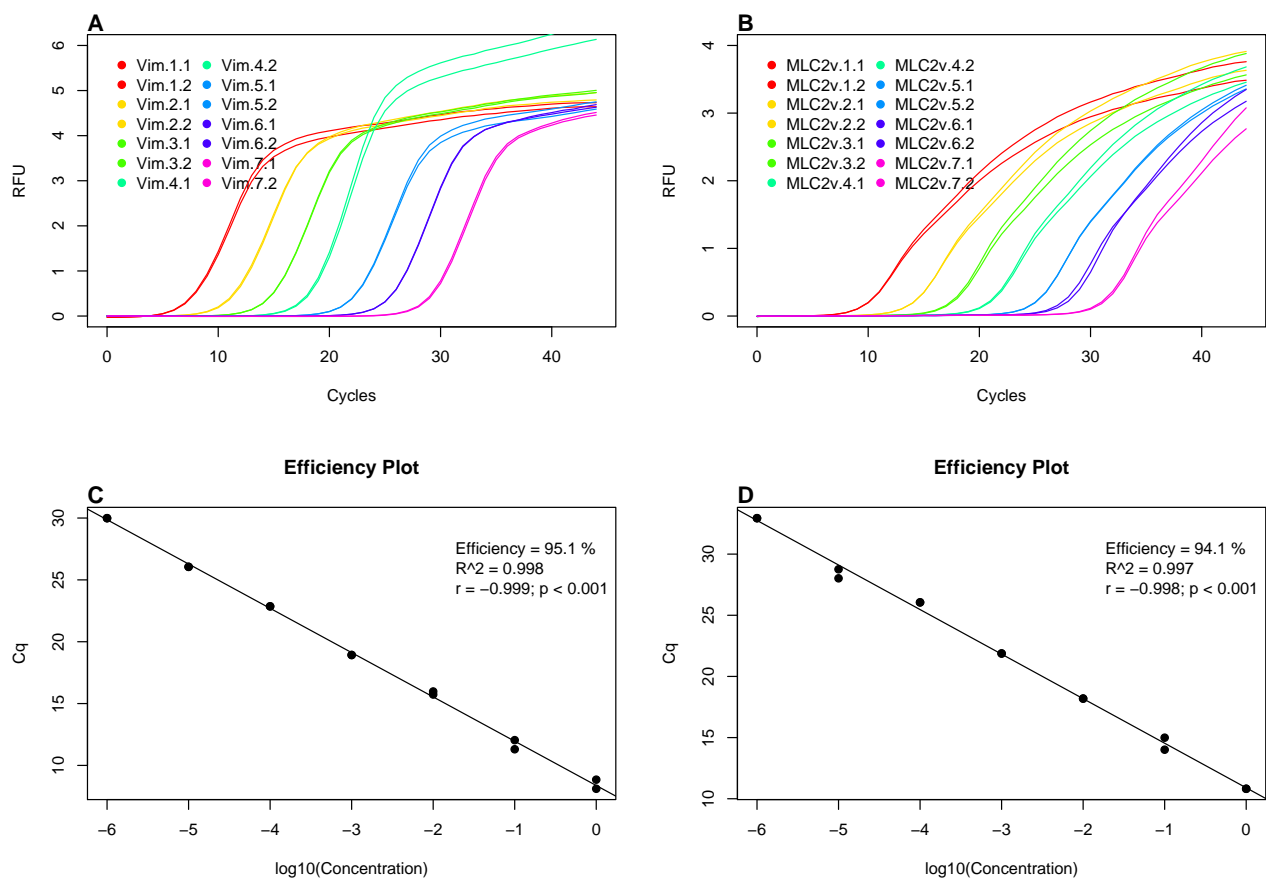 A
Vim.1.1
Vim.1.2
Vim.2.1
Vim.2.2
Vim.3.1
Vim.3.2
Vim.4.1
Vim.4.2
Vim.5.1
Vim.5.2
Vim.6.1
Vim.6.2
Vim.7.1
Vim.7.2
RFU
0
1
2
3
4
5
6
0
10
20
30
40
Cycles
B
MLC2v.1.1
MLC2v.1.2
MLC2v.2.1
MLC2v.2.2
MLC2v.3.1
MLC2v.3.2
MLC2v.4.1
MLC2v.4.2
MLC2v.5.1
MLC2v.5.2
MLC2v.6.1
MLC2v.6.2
MLC2v.7.1
MLC2v.7.2
RFU
0
1
2
3
4
0
10
20
30
40
Cycles
Efficiency Plot
C
Efficiency = 95.1 %
R^2 = 0.998
r = −0.999; p < 0.001
Cq
10
15
20
25
30
−6
−5
−4
−3
−2
−1
0
log10(Concentration)
Efficiency Plot
D
Efficiency = 94.1 %
R^2 = 0.997
r = −0.998; p < 0.001
Cq
10
15
20
25
30
−6
−5
−4
−3
−2
−1
0
log10(Concentration)